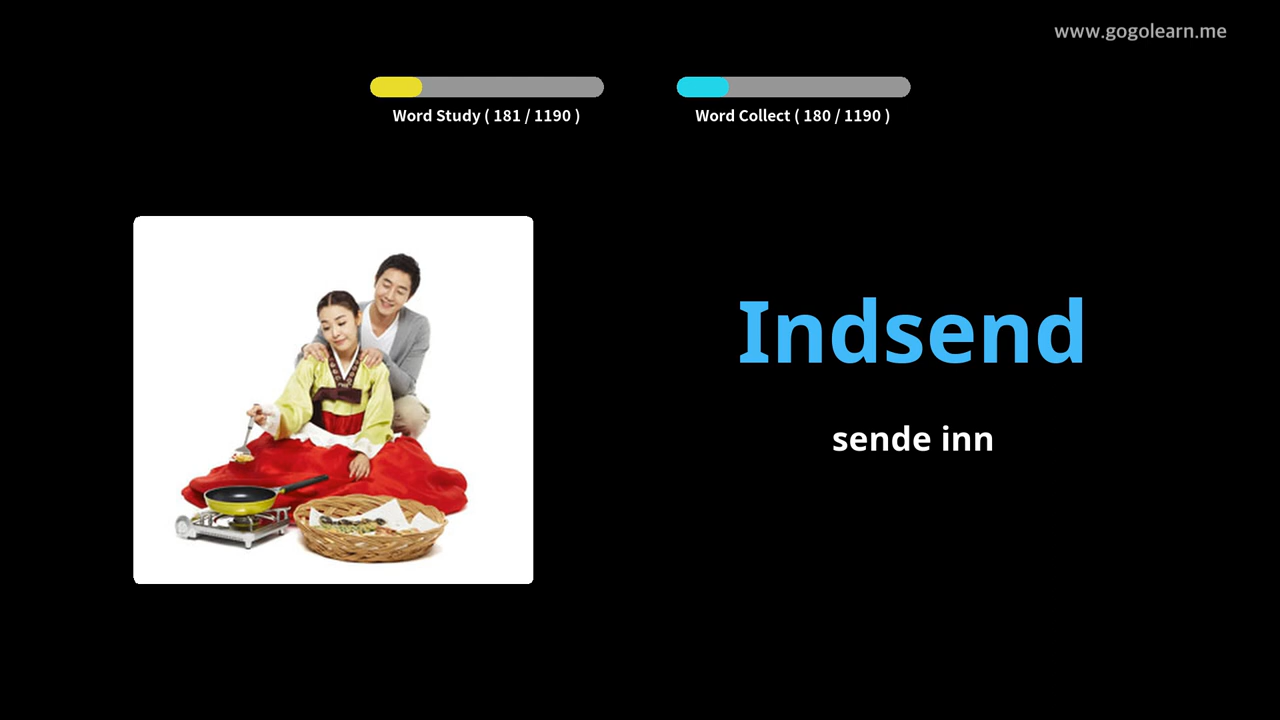 www.gogolearn.me
Word Study ( 181 / 1190 )
Word Collect ( 180 / 1190 )
Indsend
sende inn